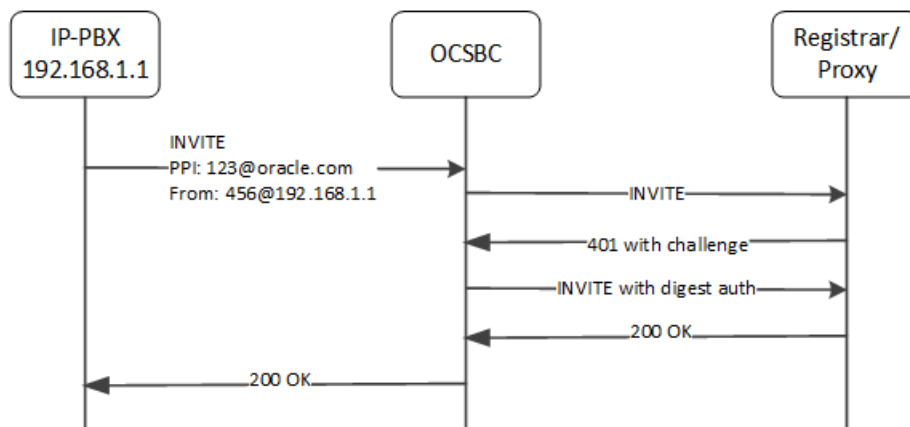 IP-PBX
192.168.1.1
OCSBC
Registrar/
Proxy
INVITE
PPI: 123@oracle.com
From: 456@192.168.1.1
INVITE
401 with challenge
INVITE with digest auth
200 OK
200 OK